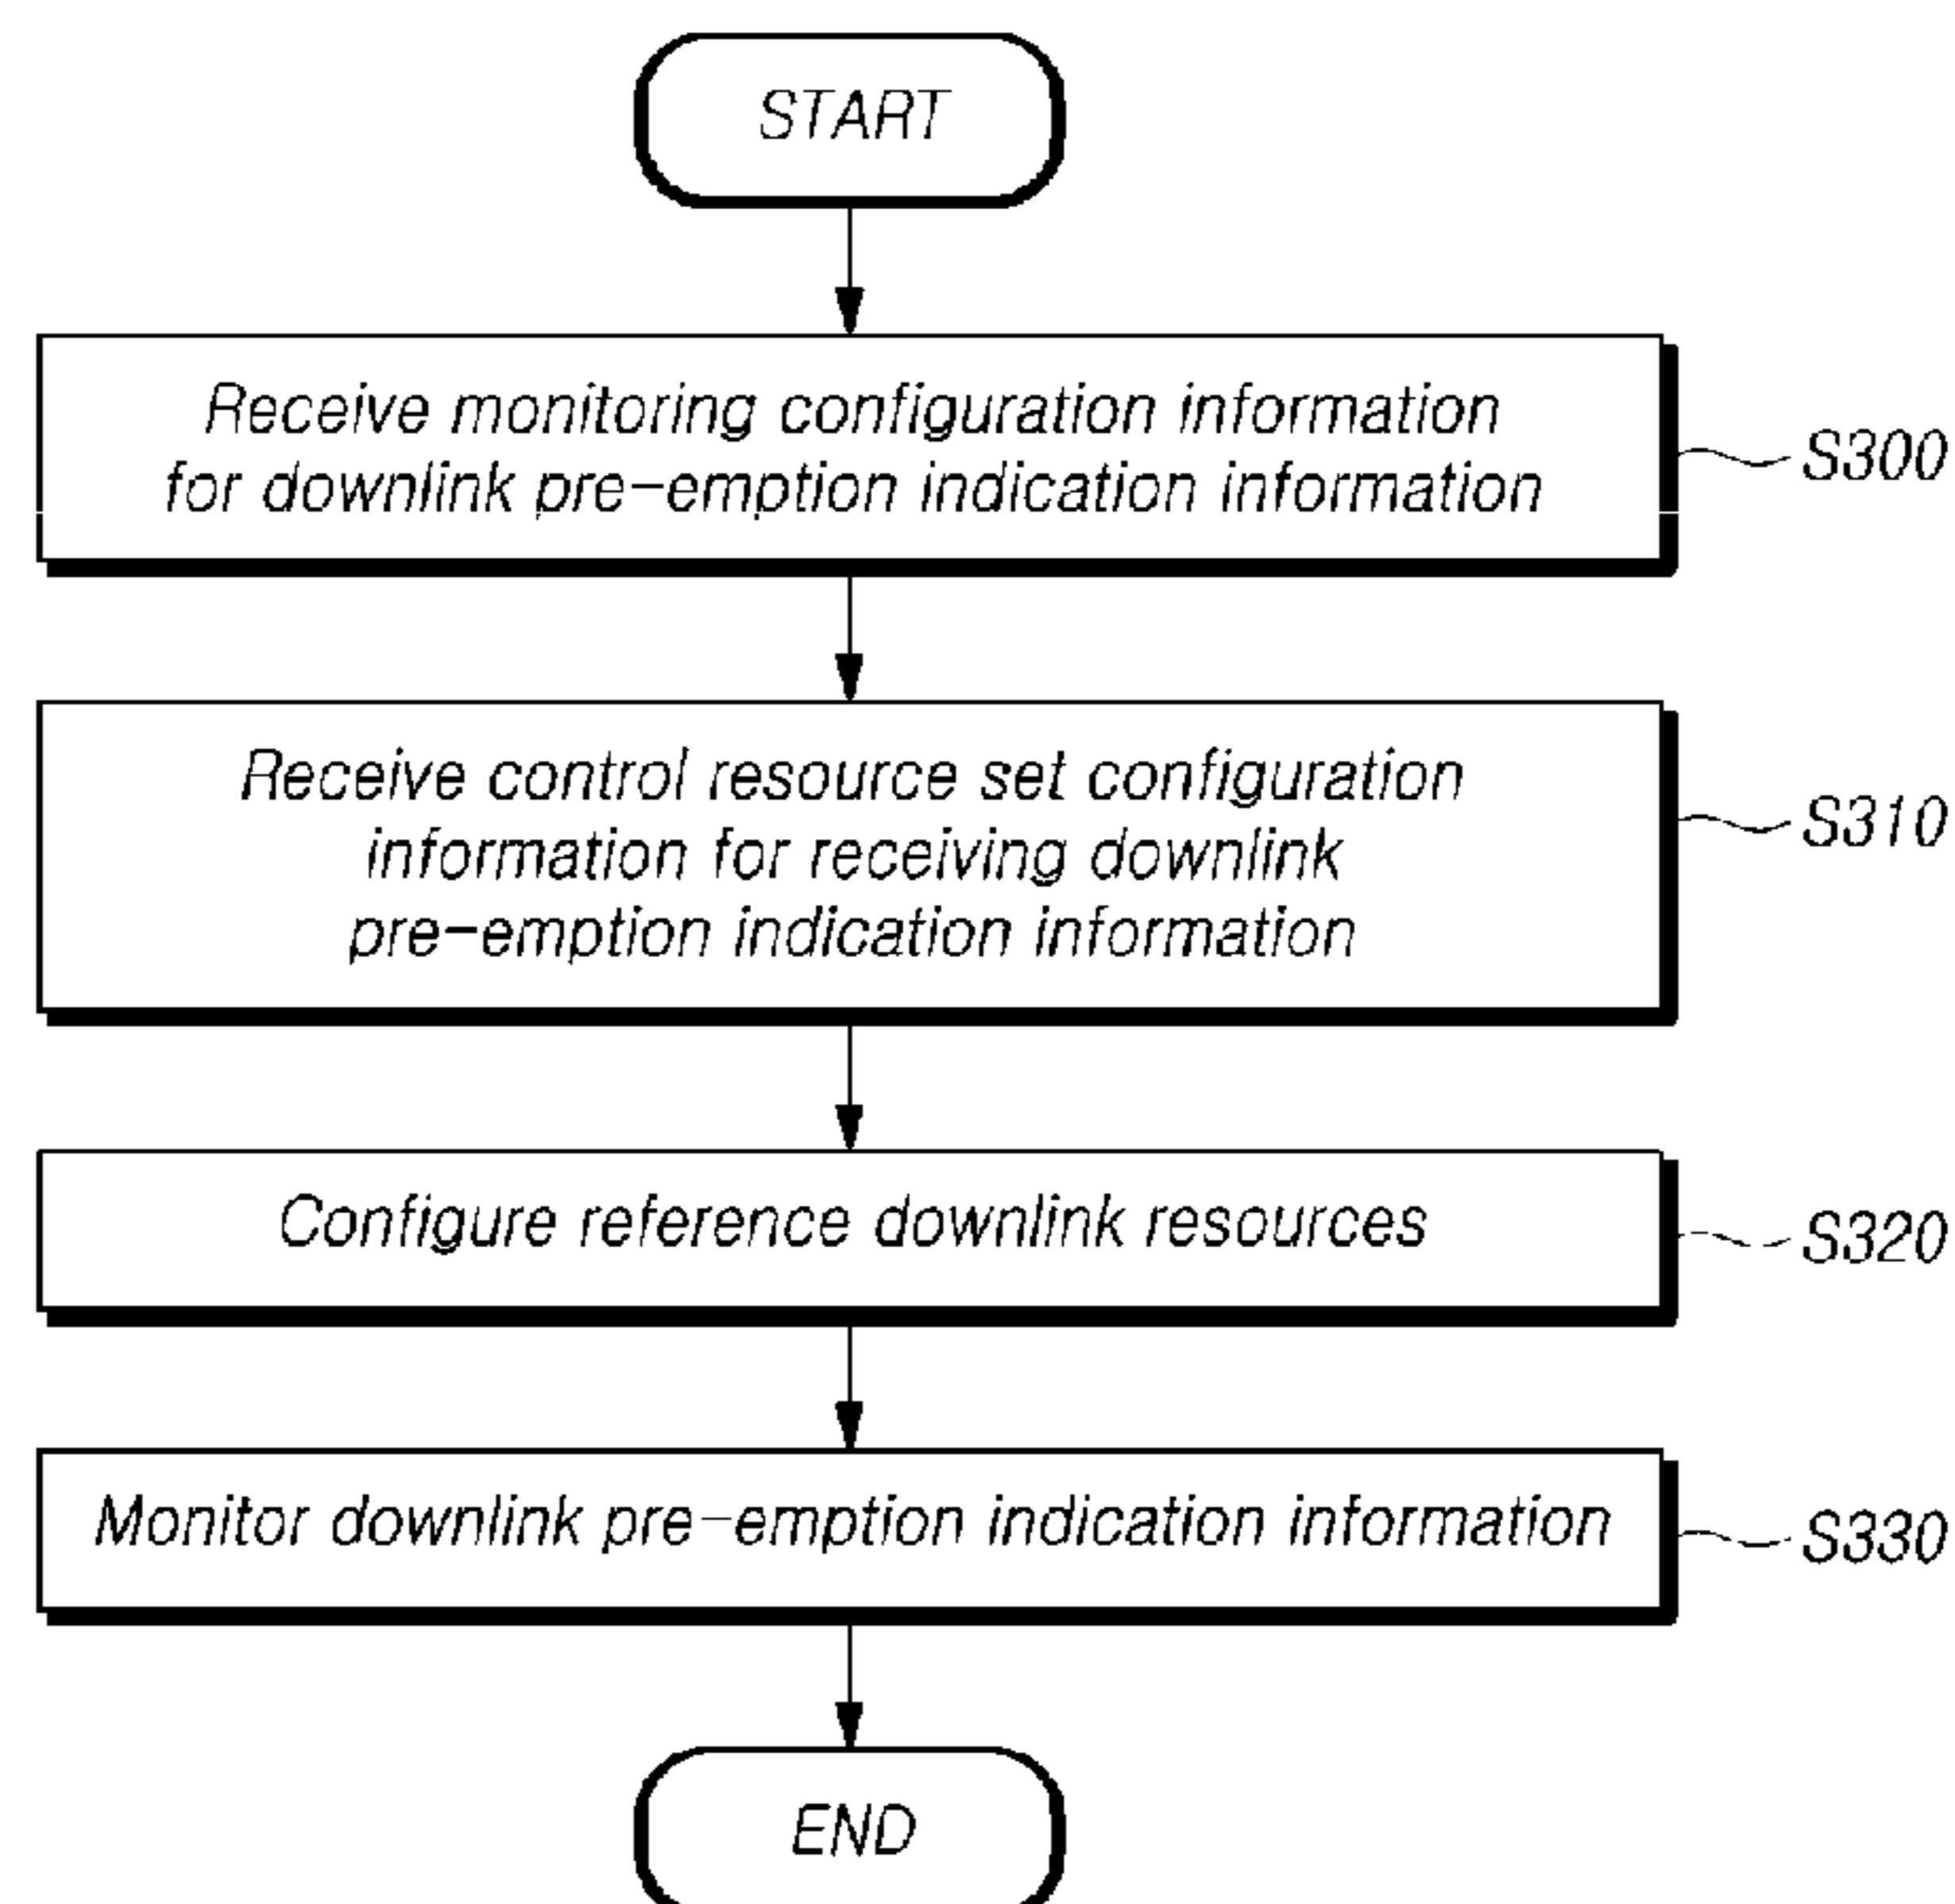 START
Receive monitoring configuration information
for downlink pre-emption indication information
S300
Receive control resource set configuration
information for receiving downlink
pre-emption indication information
S310
Configure reference downlink resources
S320
Monitor downlink pre-emption indication information
S330
END